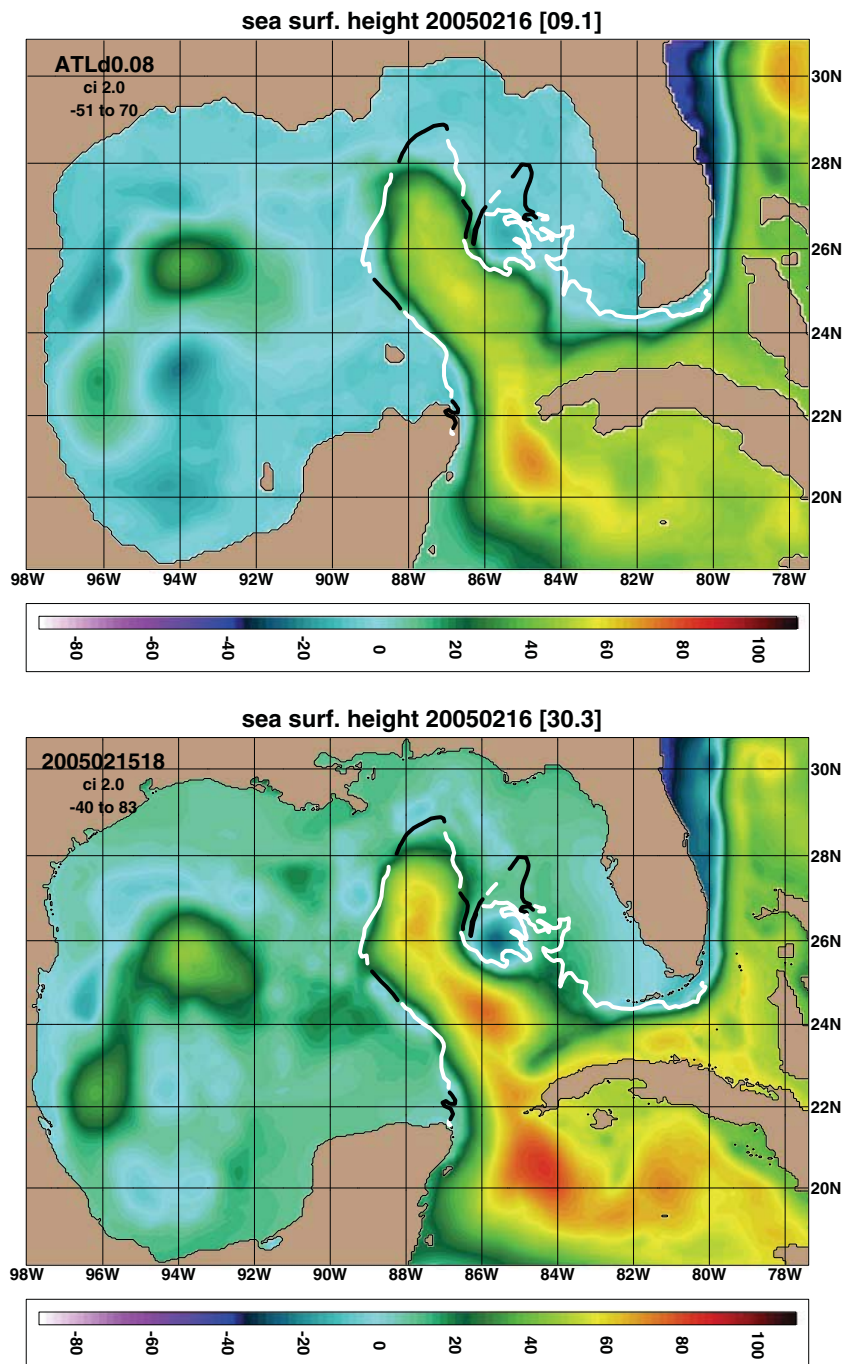 sea surf. height 20050216 [09.1]
ATLd0.08
ci 2.0
-51 to 70
30N
28N
26N
24N
22N
20N
98W 96W 94W 92W 90W 88W 86W 84W 82W 80W 78W
-80 -60 -40 -20 0 20 40 60 80 100
sea surf. height 20050216 [30.3]
2005021518
ci 2.0
-40 to 83
30N
28N
26N
24N
22N
20N
98W 96W 94W 92W 90W 88W 86W 84W 82W 80W 78W
-80 -60 -40 -20 0 20 40 60 80 100